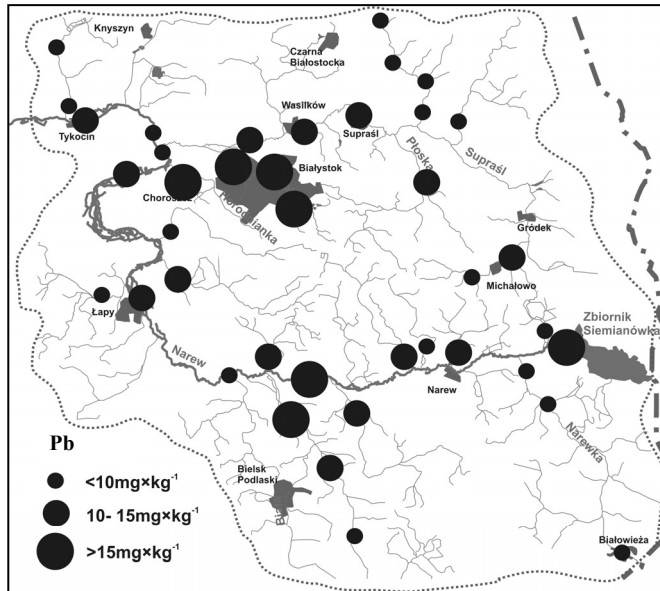 Knyszyn
Czarna
Białostocka
Wasilków
Supraśl
Tykocin
Białystok
Płoska
Supraśl
Choroszcz
Horodnianka
Gródek
Michałowo
Łapy
Zbiornik
Siemianówka
Narew
Narew
Narewka
Pb
<10mg×kg⁻¹
10- 15mg×kg⁻¹
>15mg×kg⁻¹
Bielsk
Podlaski
Białowieża